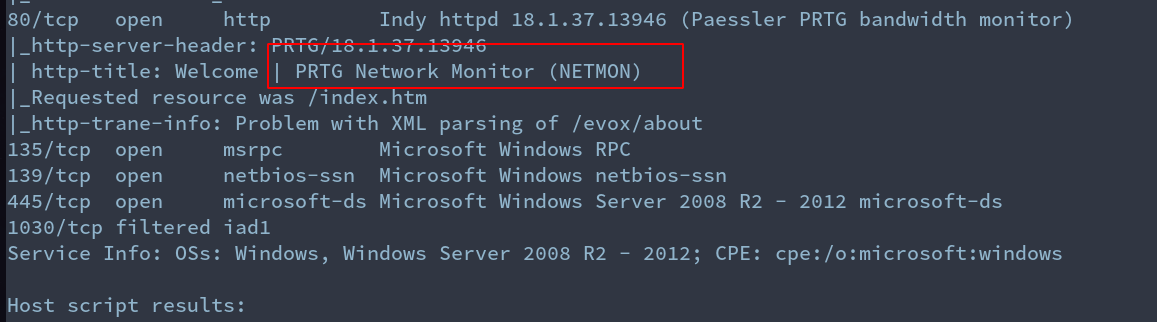 80/tcp open http Indy httpd 18.1.37.13946 (Paessler PRTG bandwidth monitor)
|_http-server-header: PRTG/18.1.37.13946
| http-title: Welcome | PRTG Network Monitor (NETMON)
|_Requested resource was /index.htm
|_http-trane-info: Problem with XML parsing of /evox/about
135/tcp open msrpc Microsoft Windows RPC
139/tcp open netbios-ssn Microsoft Windows netbios-ssn
445/tcp open microsoft-ds Microsoft Windows Server 2008 R2 - 2012 microsoft-ds
1030/tcp filtered iad1
Service Info: OSs: Windows, Windows Server 2008 R2 - 2012; CPE: cpe:/o:microsoft:windows
Host script results: